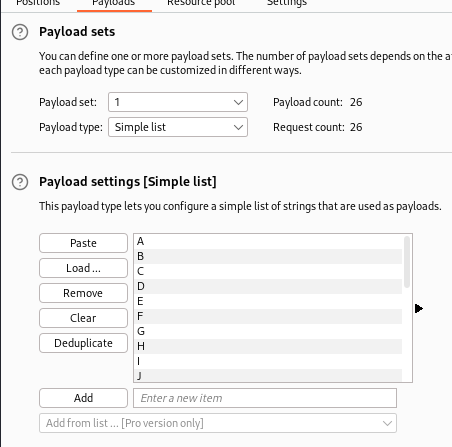 Positions Payloads Resource pool Settings
Payload sets
You can define one or more payload sets. The number of payload sets depends on the
each payload type can be customized in different ways.
Payload set: 1 Payload count: 26
Payload type: Simple list Request count: 26
Payload settings [Simple list]
This payload type lets you configure a simple list of strings that are used as payloads.
Paste
Load ...
Remove
Clear
Deduplicate
A
B
C
D
E
F
G
H
I
J
Add Enter a new item
Add from list ... [Pro version only]